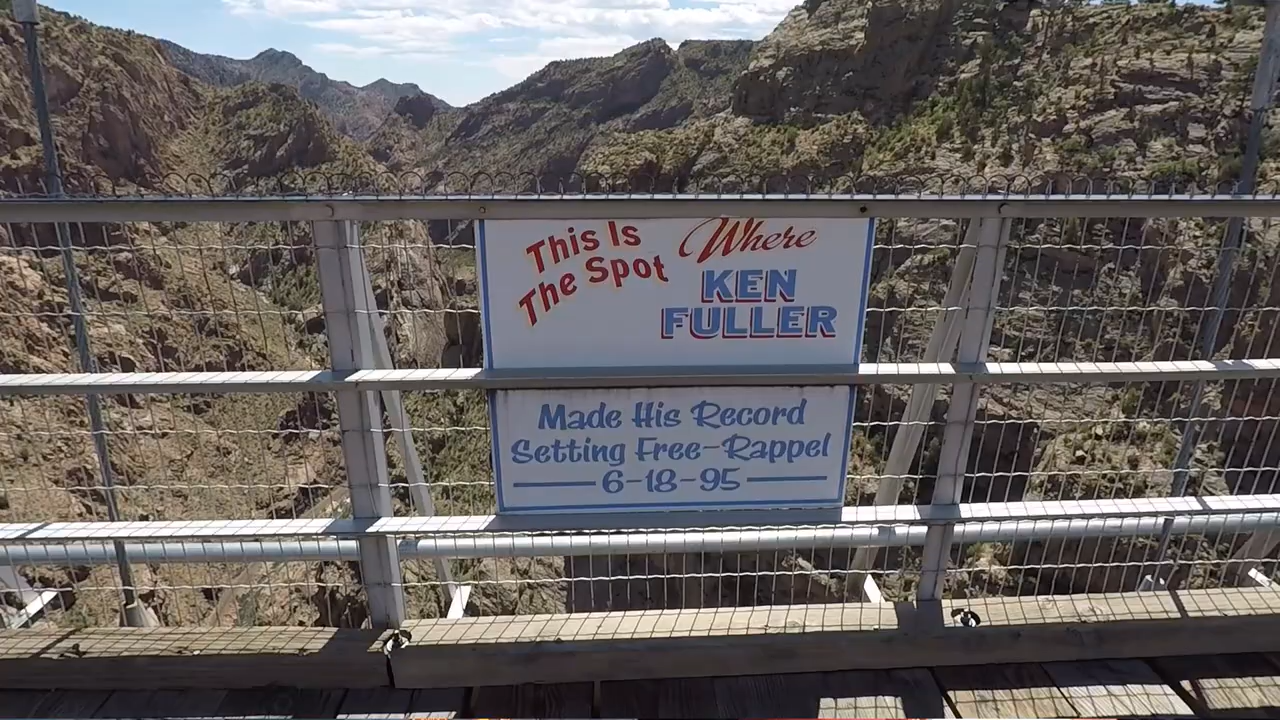 This Is
The Spot
Where
KEN
FULLER
Made His Record
Setting Free-Rappel
6-18-95